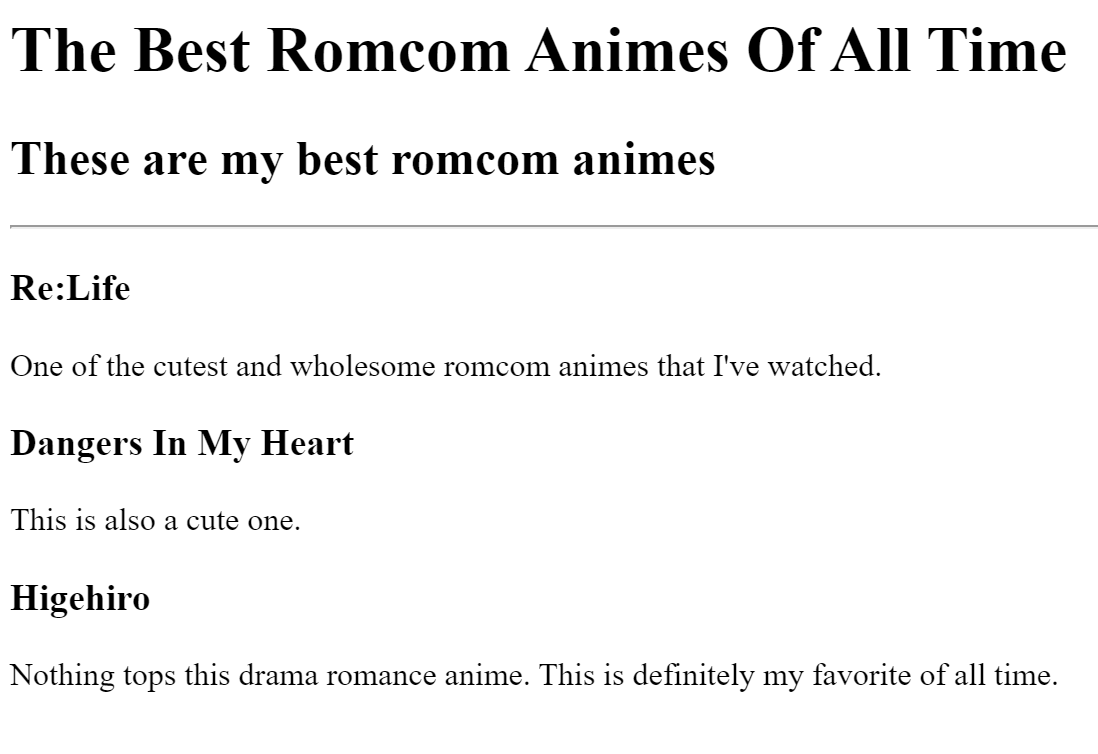 The Best Romcom Animes Of All Time
These are my best romcom animes
Re:Life
One of the cutest and wholesome romcom animes that I've watched.
Dangers In My Heart
This is also a cute one.
Higehiro
Nothing tops this drama romance anime. This is definitely my favorite of all time.